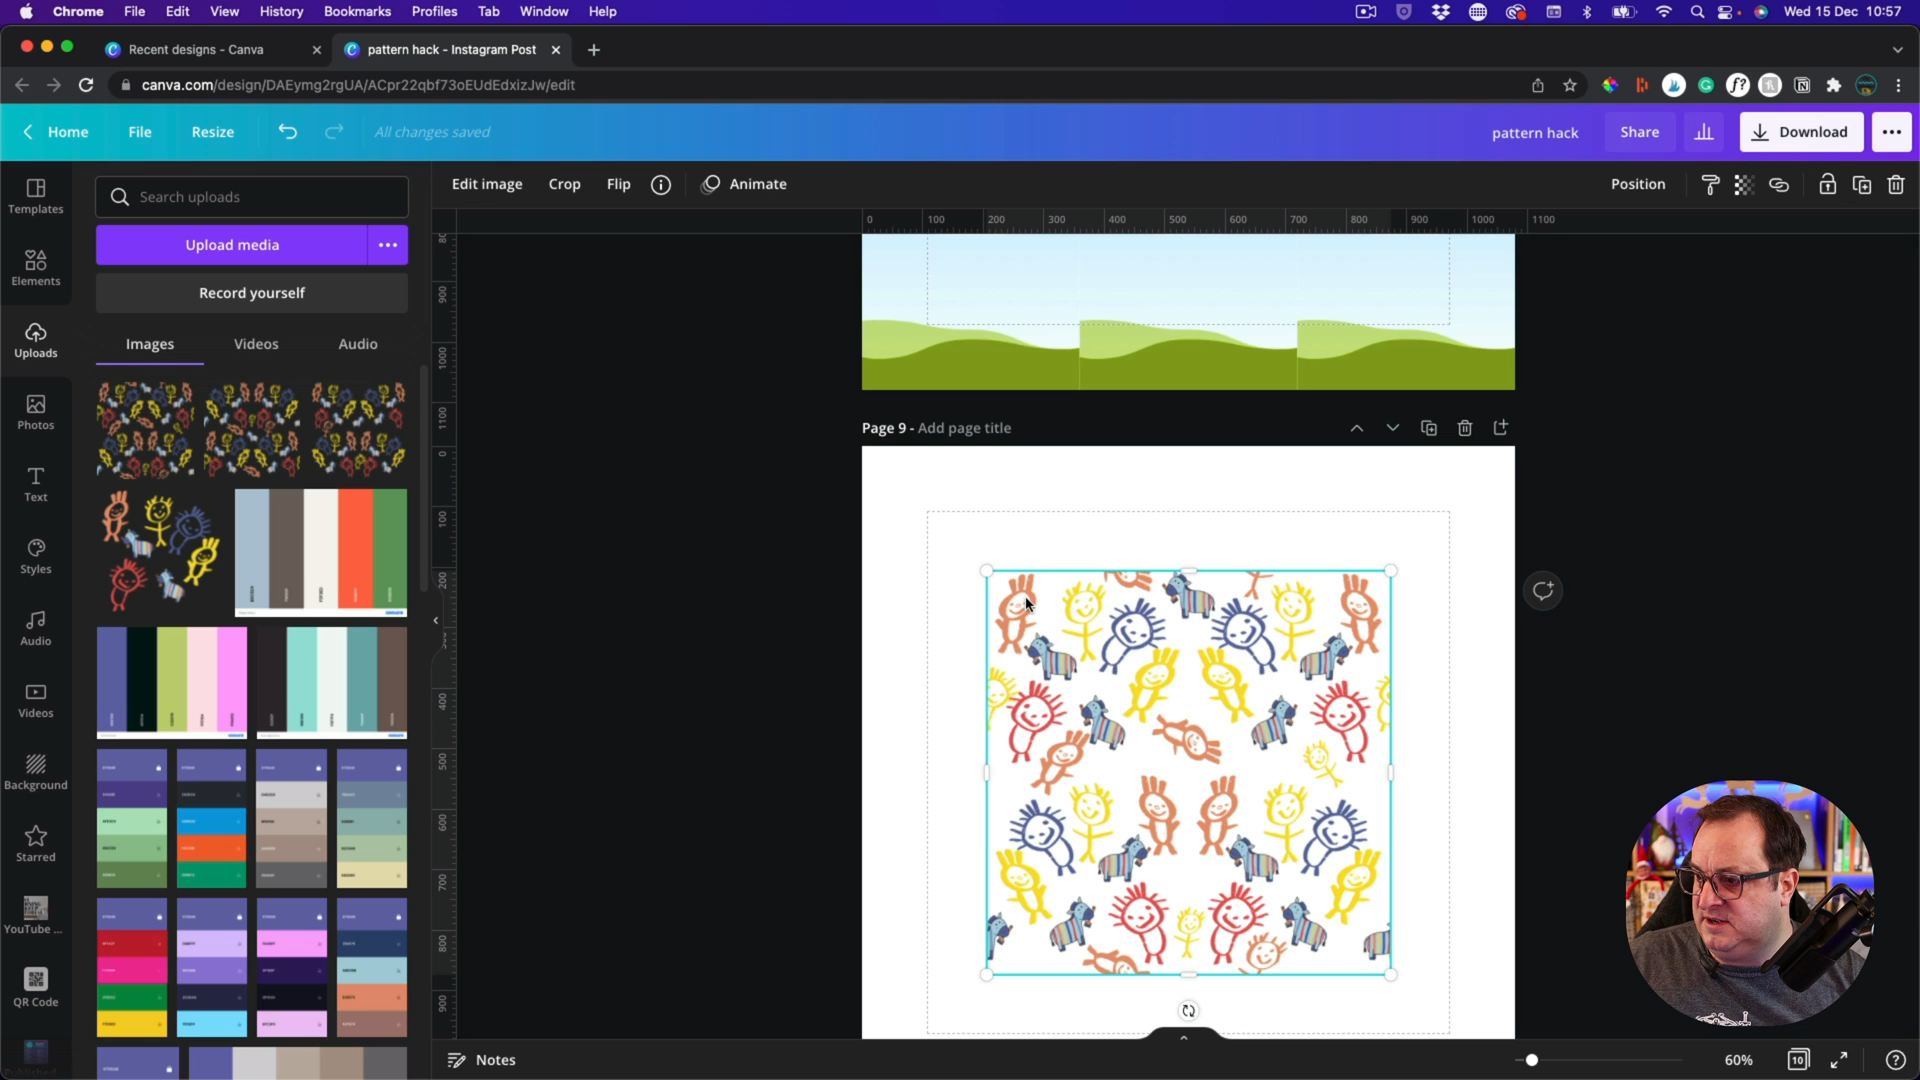 Chrome File Edit View History Bookmarks Profiles Tab Window Help Wed 15 Dec 10:57
Recent designs - Canva pattern hack - Instagram Post
canva.com/design/DAEymg2rgUA/ACpr22qbf73oEUdEdxizJw/edit
Home File Resize All changes saved pattern hack Share Download
Edit image Crop Flip Animate Position
Templates
Search uploads
0 100 200 300 400 500 600 700 800 900 1000 1100
Upload media
Elements
Record yourself
Uploads
Images Videos Audio
Photos
Page 9 - Add page title
Text
Styles
Audio
Videos
Background
Starred
YouTube ...
QR Code
Notes 60% 10